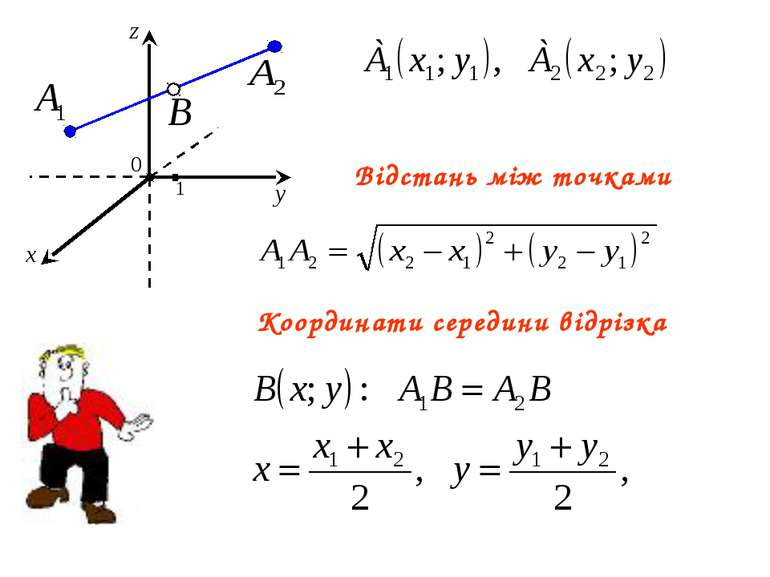 z
A₁ A₂
B
0
1
y
x
À₁(x₁; y₁), À₂(x₂; y₂)
Відстань між точками
A₁A₂ = √((x₂ − x₁)² + (y₂ − y₁)²)
Координати середини відрізка
B(x; y): A₁B = A₂B
x = (x₁ + x₂)/2, y = (y₁ + y₂)/2,